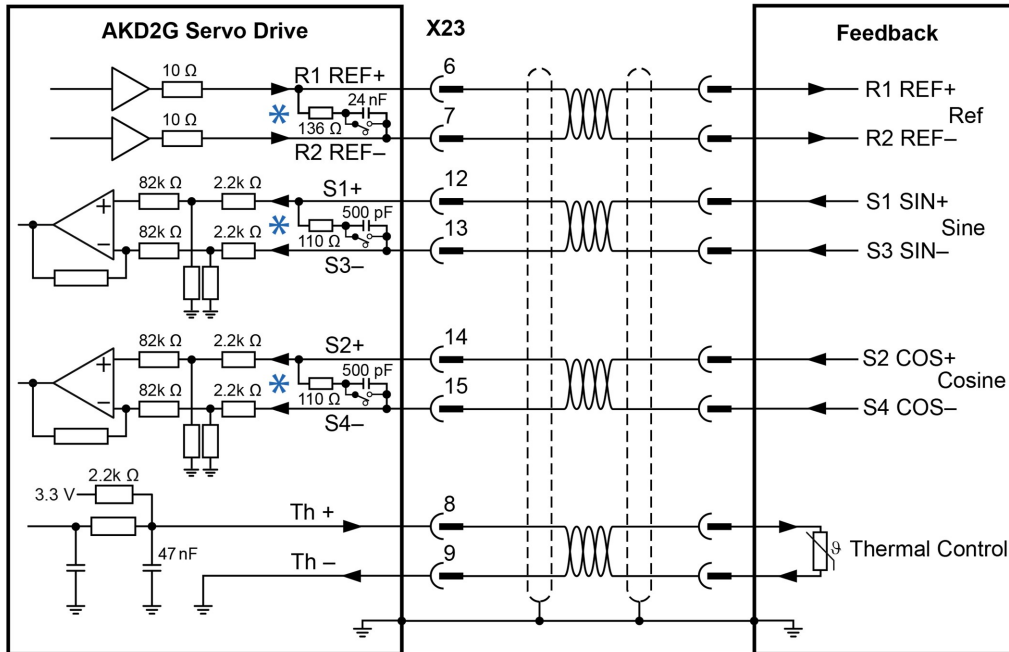 AKD2G Servo Drive
X23
Feedback
10 Ω
R1 REF+
6
R1 REF+
24 nF
*
136 Ω
Ref
10 Ω
7
R2 REF–
R2 REF–
82k Ω
2.2k Ω
S1+
12
S1 SIN+
+
500 pF
*
110 Ω
Sine
–
82k Ω
2.2k Ω
13
S3–
S3 SIN–
82k Ω
2.2k Ω
S2+
14
S2 COS+
+
500 pF
*
110 Ω
Cosine
–
82k Ω
2.2k Ω
15
S4–
S4 COS–
2.2k Ω
3.3 V
Th +
8
47 nF
ϑ Thermal Control
Th –
9